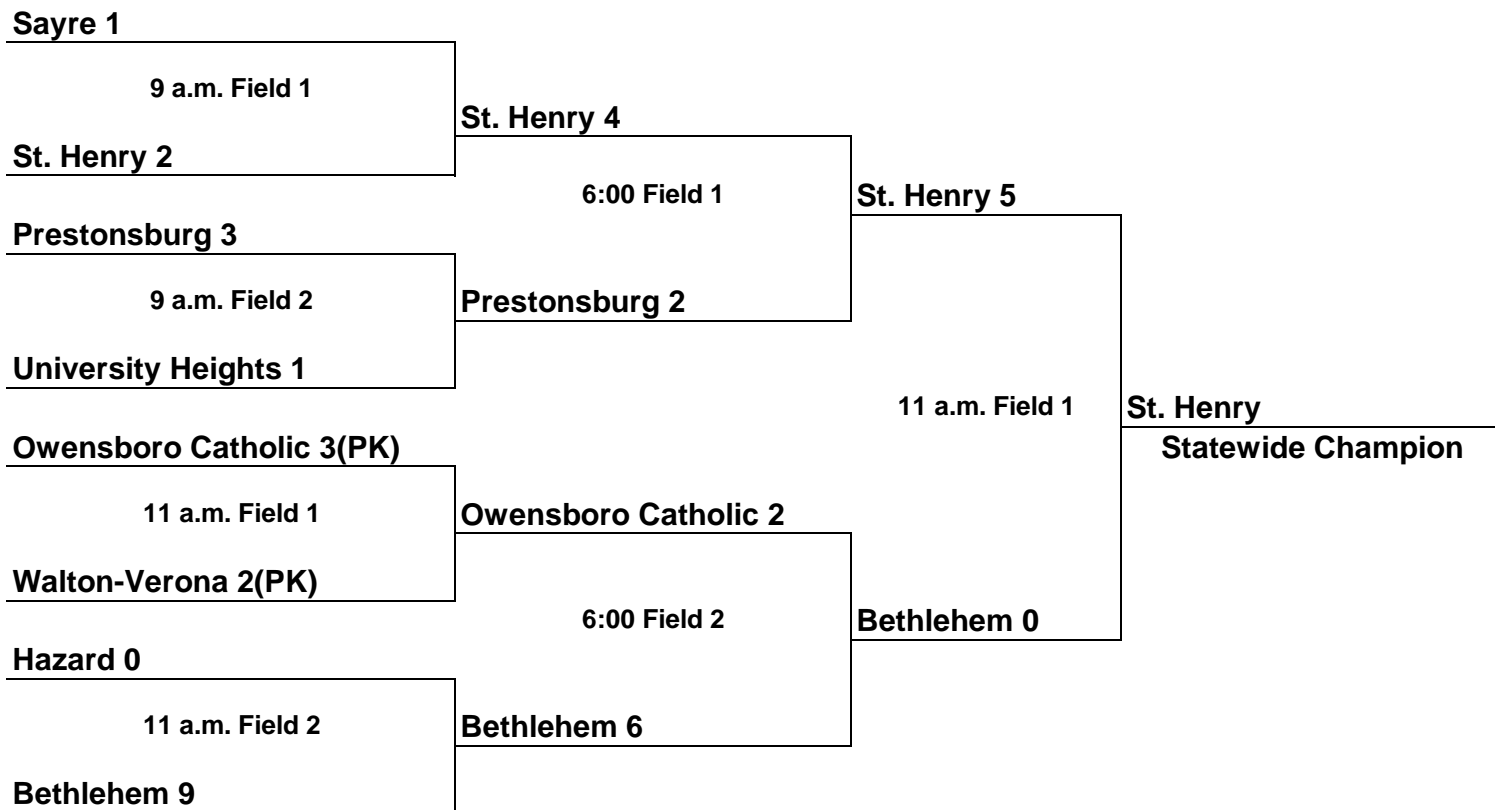 Sayre 1
9 a.m. Field 1
St. Henry 4
St. Henry 2
6:00 Field 1
St. Henry 5
Prestonsburg 3
9 a.m. Field 2
Prestonsburg 2
University Heights 1
11 a.m. Field 1
St. Henry
Statewide Champion
Owensboro Catholic 3(PK)
11 a.m. Field 1
Owensboro Catholic 2
Walton-Verona 2(PK)
6:00 Field 2
Bethlehem 0
Hazard 0
11 a.m. Field 2
Bethlehem 6
Bethlehem 9